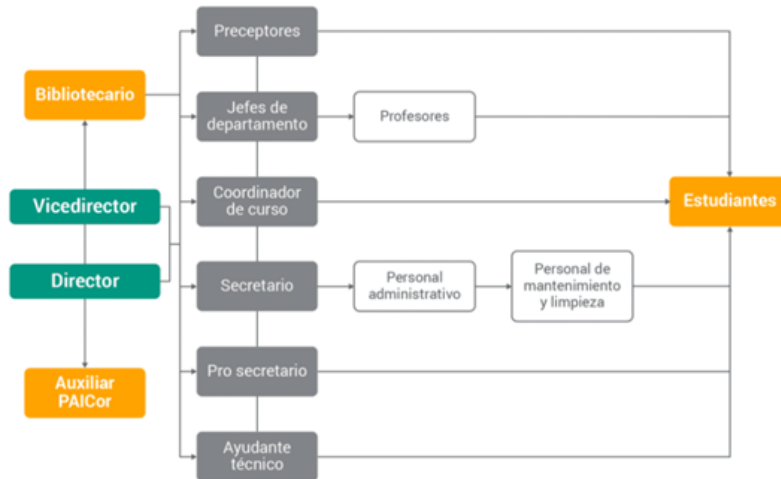 Preceptores
Bibliotecario
Jefes de
departamento
Profesores
Vicedirector
Coordinador
de curso
Estudiantes
Director
Secretario
Personal
administrativo
Personal de
mantenimiento
y limpieza
Auxiliar
PAICor
Pro secretario
Ayudante
técnico